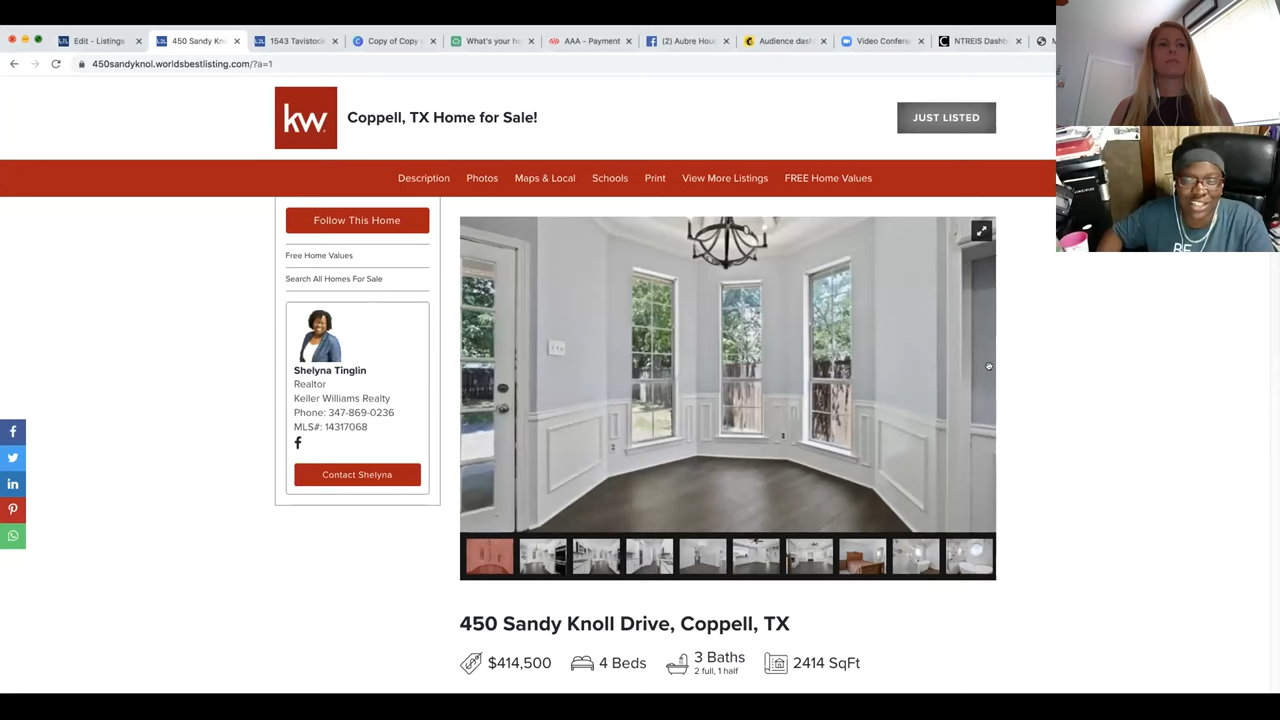 Edit - Listings
450 Sandy Kno
1543 Tavistock
Copy of Copy
What's your ho
AAA - Payment
(2) Aubre Hou
Audience dash
Video Confere
NTREIS Dashb
450sandyknol.worldsbestlisting.com/?a=1
kw
Coppell, TX Home for Sale!
JUST LISTED
Description
Photos
Maps & Local
Schools
Print
View More Listings
FREE Home Values
Follow This Home
Free Home Values
Search All Homes For Sale
Shelyna Tinglin
Realtor
Keller Williams Realty
Phone: 347-869-0236
MLS#: 14317068
Contact Shelyna
450 Sandy Knoll Drive, Coppell, TX
$414,500
4 Beds
3 Baths
2 full, 1 half
2414 SqFt